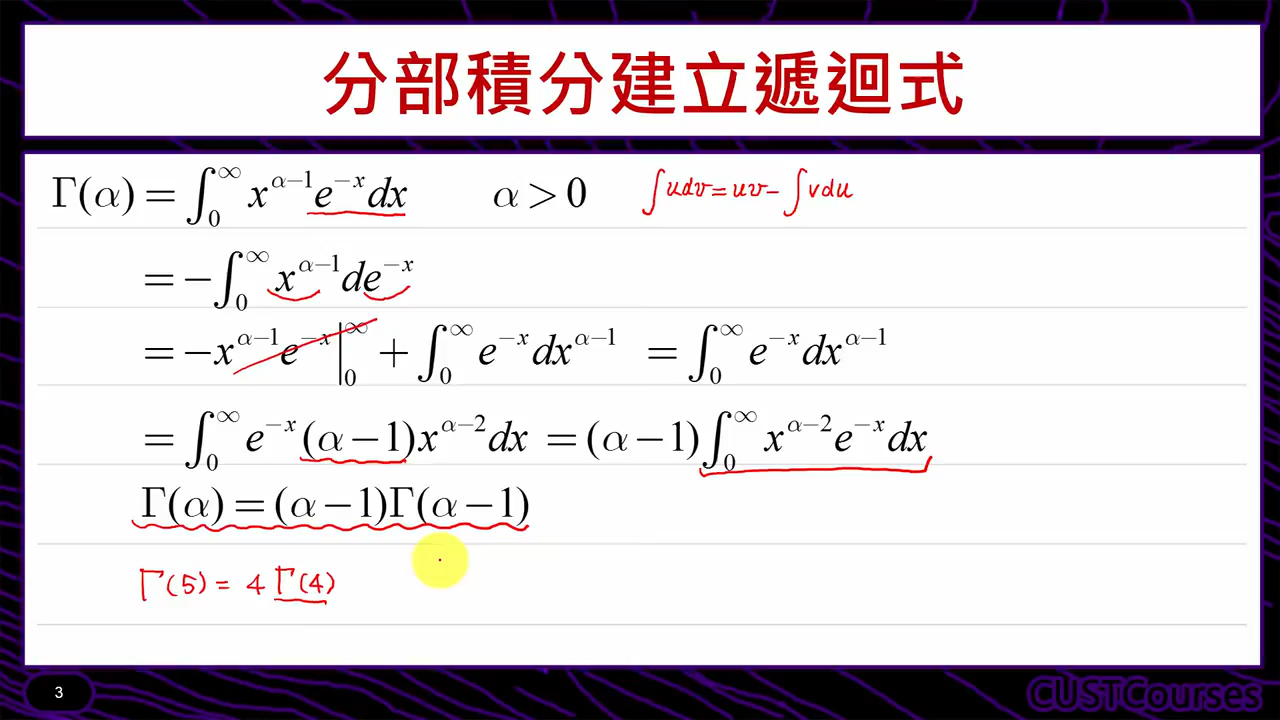 分部積分建立遞迴式
Γ(α) = ∫₀^∞ x^{α−1} e^{−x} dx α > 0 ∫udv = uv − ∫vdu
= −∫₀^∞ x^{α−1} de^{−x}
= −x^{α−1} e^{−x} |₀^∞ + ∫₀^∞ e^{−x} dx^{α−1} = ∫₀^∞ e^{−x} dx^{α−1}
= ∫₀^∞ e^{−x} (α−1) x^{α−2} dx = (α−1) ∫₀^∞ x^{α−2} e^{−x} dx
Γ(α) = (α−1)Γ(α−1)
Γ(5) = 4 Γ(4)
3
CUSTCourses